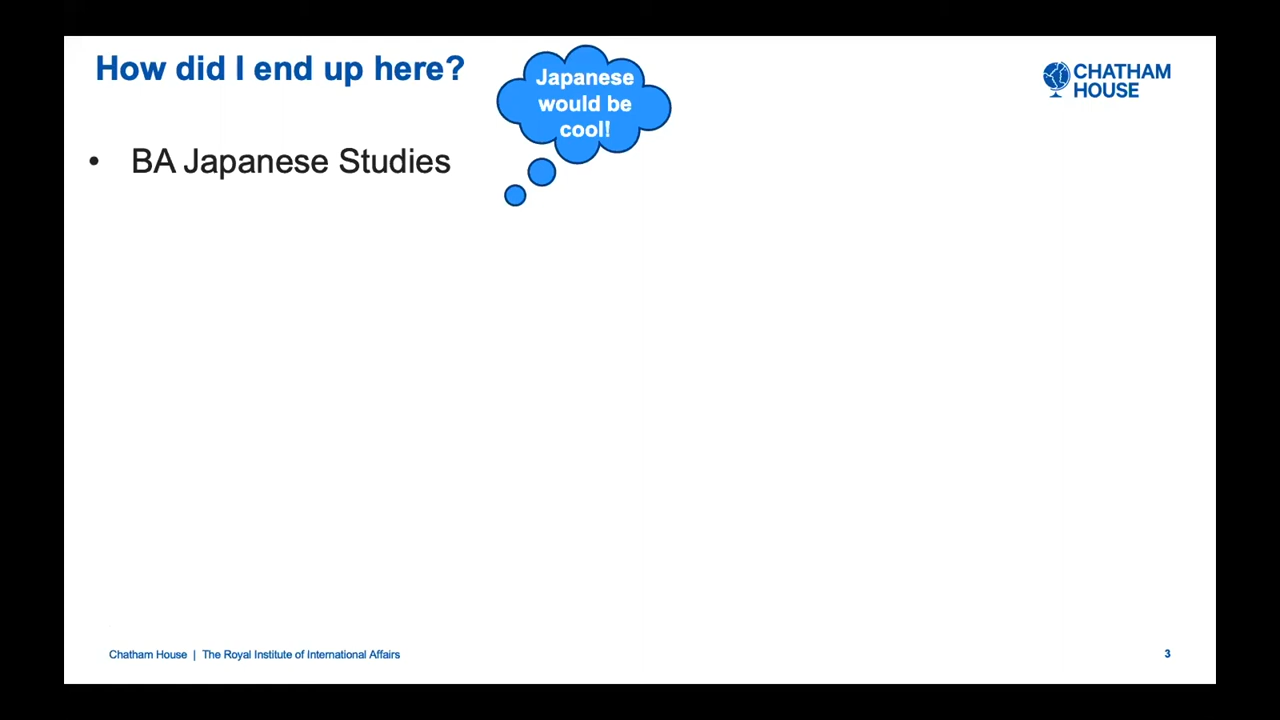 How did I end up here?
Japanese
would be
cool!
CHATHAM
HOUSE
• BA Japanese Studies
Chatham House | The Royal Institute of International Affairs
3